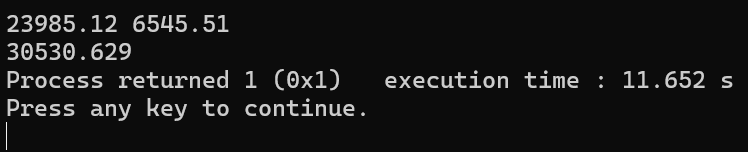 23985.12 6545.51
30530.629
Process returned 1 (0x1)   execution time : 11.652 s
Press any key to continue.